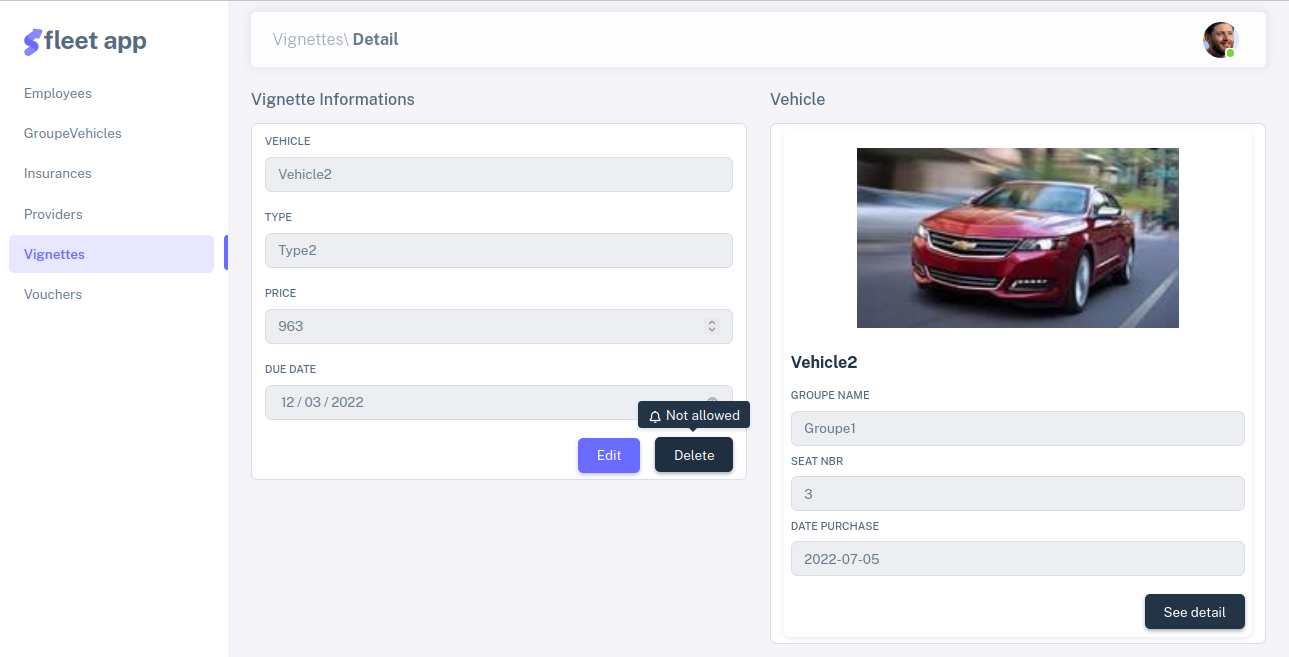 fleet app
Employees
GroupeVehicles
Insurances
Providers
Vignettes
Vouchers
Vignettes\ Detail
Vignette Informations
VEHICLE
Vehicle2
TYPE
Type2
PRICE
963
DUE DATE
12 / 03 / 2022
Not allowed
Edit
Delete
Vehicle
Vehicle2
GROUPE NAME
Groupe1
SEAT NBR
3
DATE PURCHASE
2022-07-05
See detail